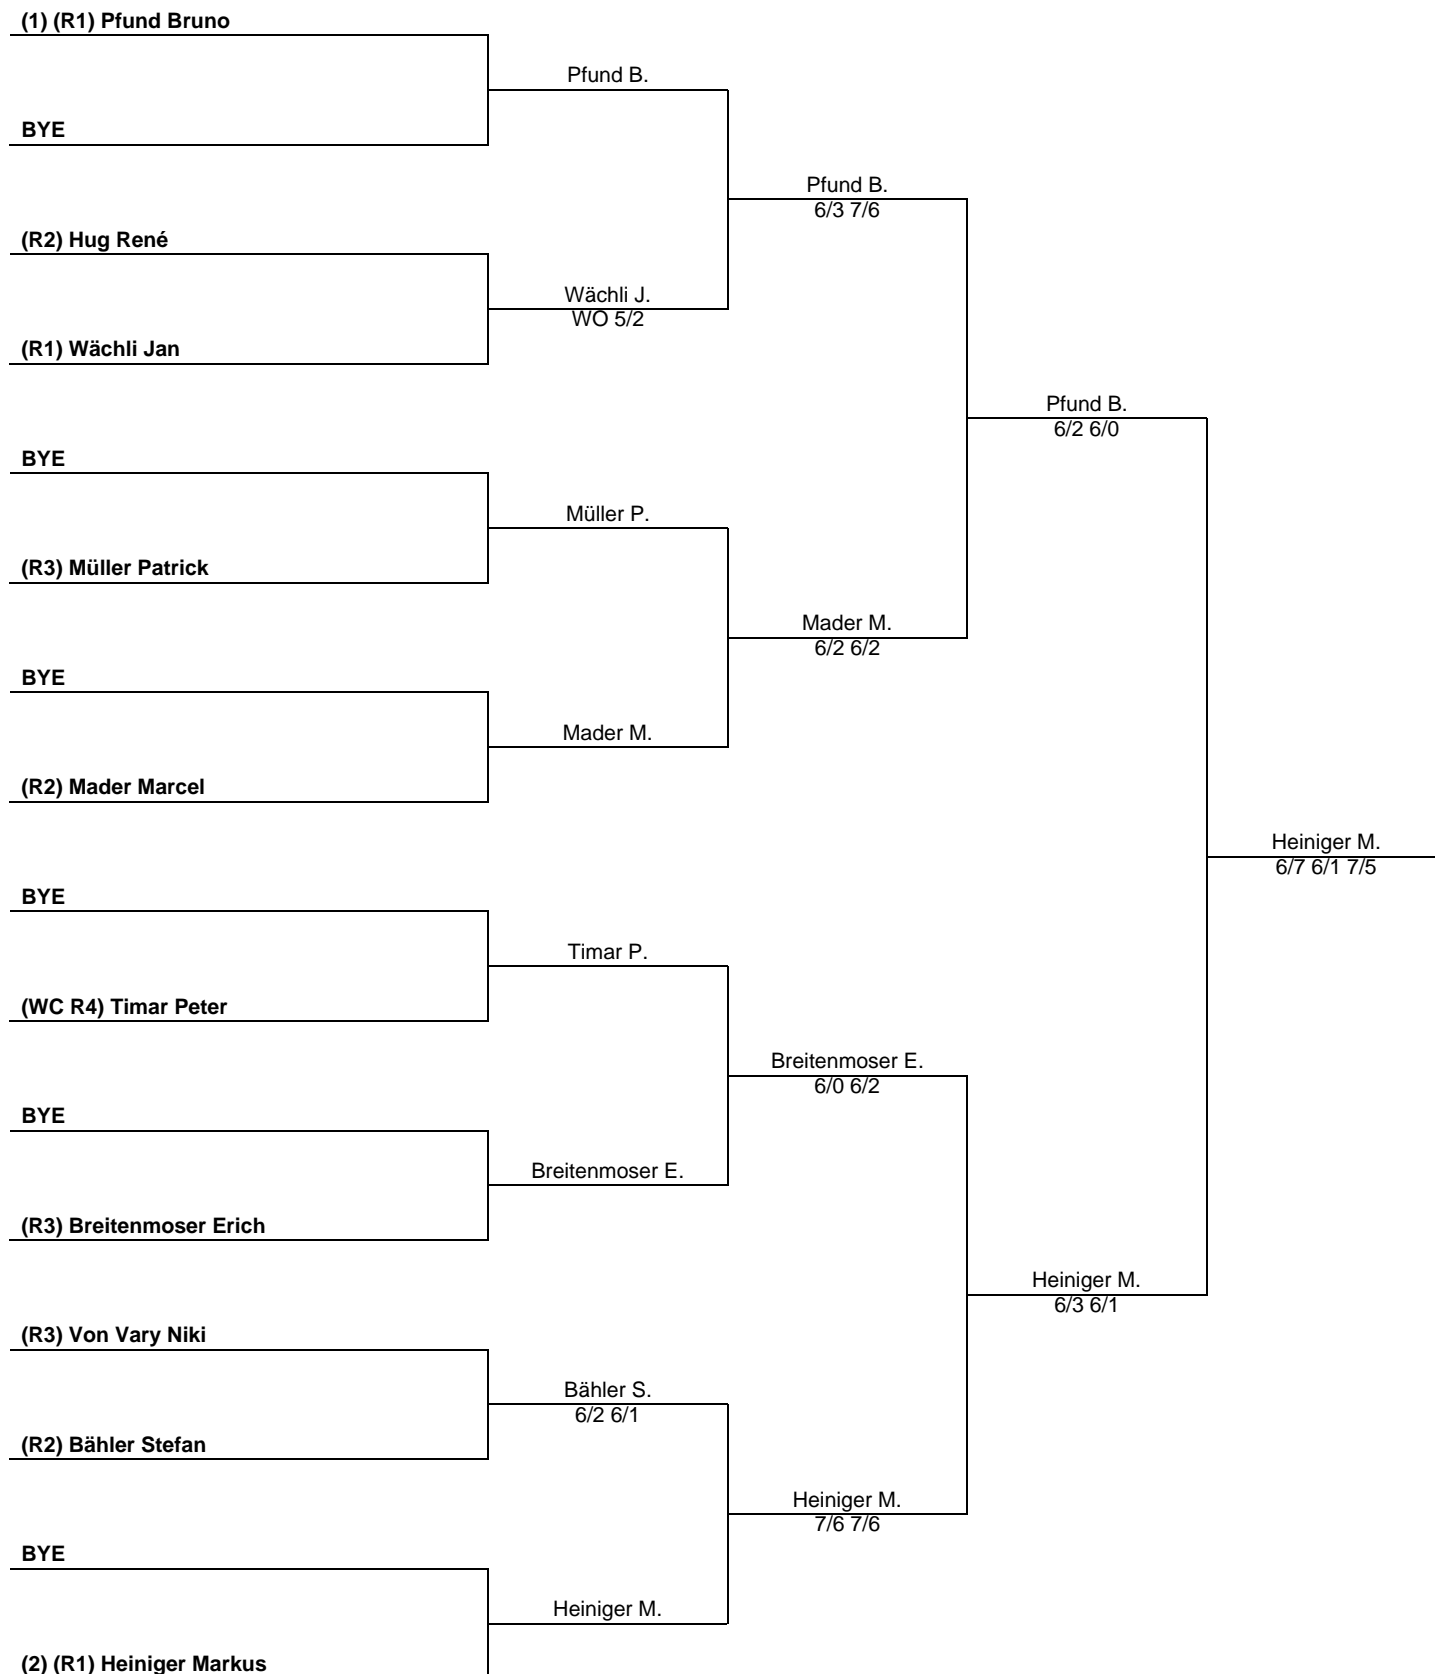 (1) (R1) Pfund Bruno
Pfund B.
BYE
Pfund B.
6/3 7/6
(R2) Hug René
Wächli J.
WO 5/2
(R1) Wächli Jan
Pfund B.
6/2 6/0
BYE
Müller P.
(R3) Müller Patrick
Mader M.
6/2 6/2
BYE
Mader M.
(R2) Mader Marcel
Heiniger M.
6/7 6/1 7/5
BYE
Timar P.
(WC R4) Timar Peter
Breitenmoser E.
6/0 6/2
BYE
Breitenmoser E.
(R3) Breitenmoser Erich
Heiniger M.
6/3 6/1
(R3) Von Vary Niki
Bähler S.
6/2 6/1
(R2) Bähler Stefan
Heiniger M.
7/6 7/6
BYE
Heiniger M.
(2) (R1) Heiniger Markus